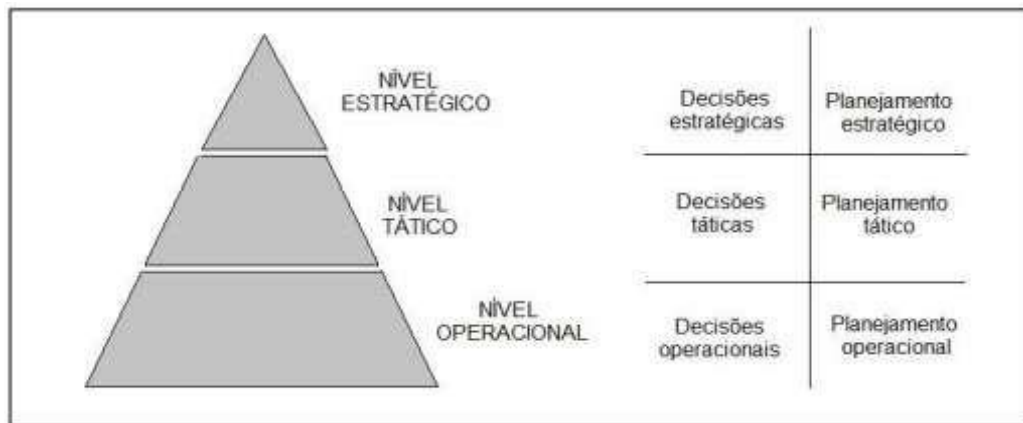 NÍVEL
ESTRATÉGICO
Decisões
estratégicas
Planejamento
estratégico
NÍVEL
TÁTICO
Decisões
táticas
Planejamento
tático
NÍVEL
OPERACIONAL
Decisões
operacionais
Planejamento
operacional